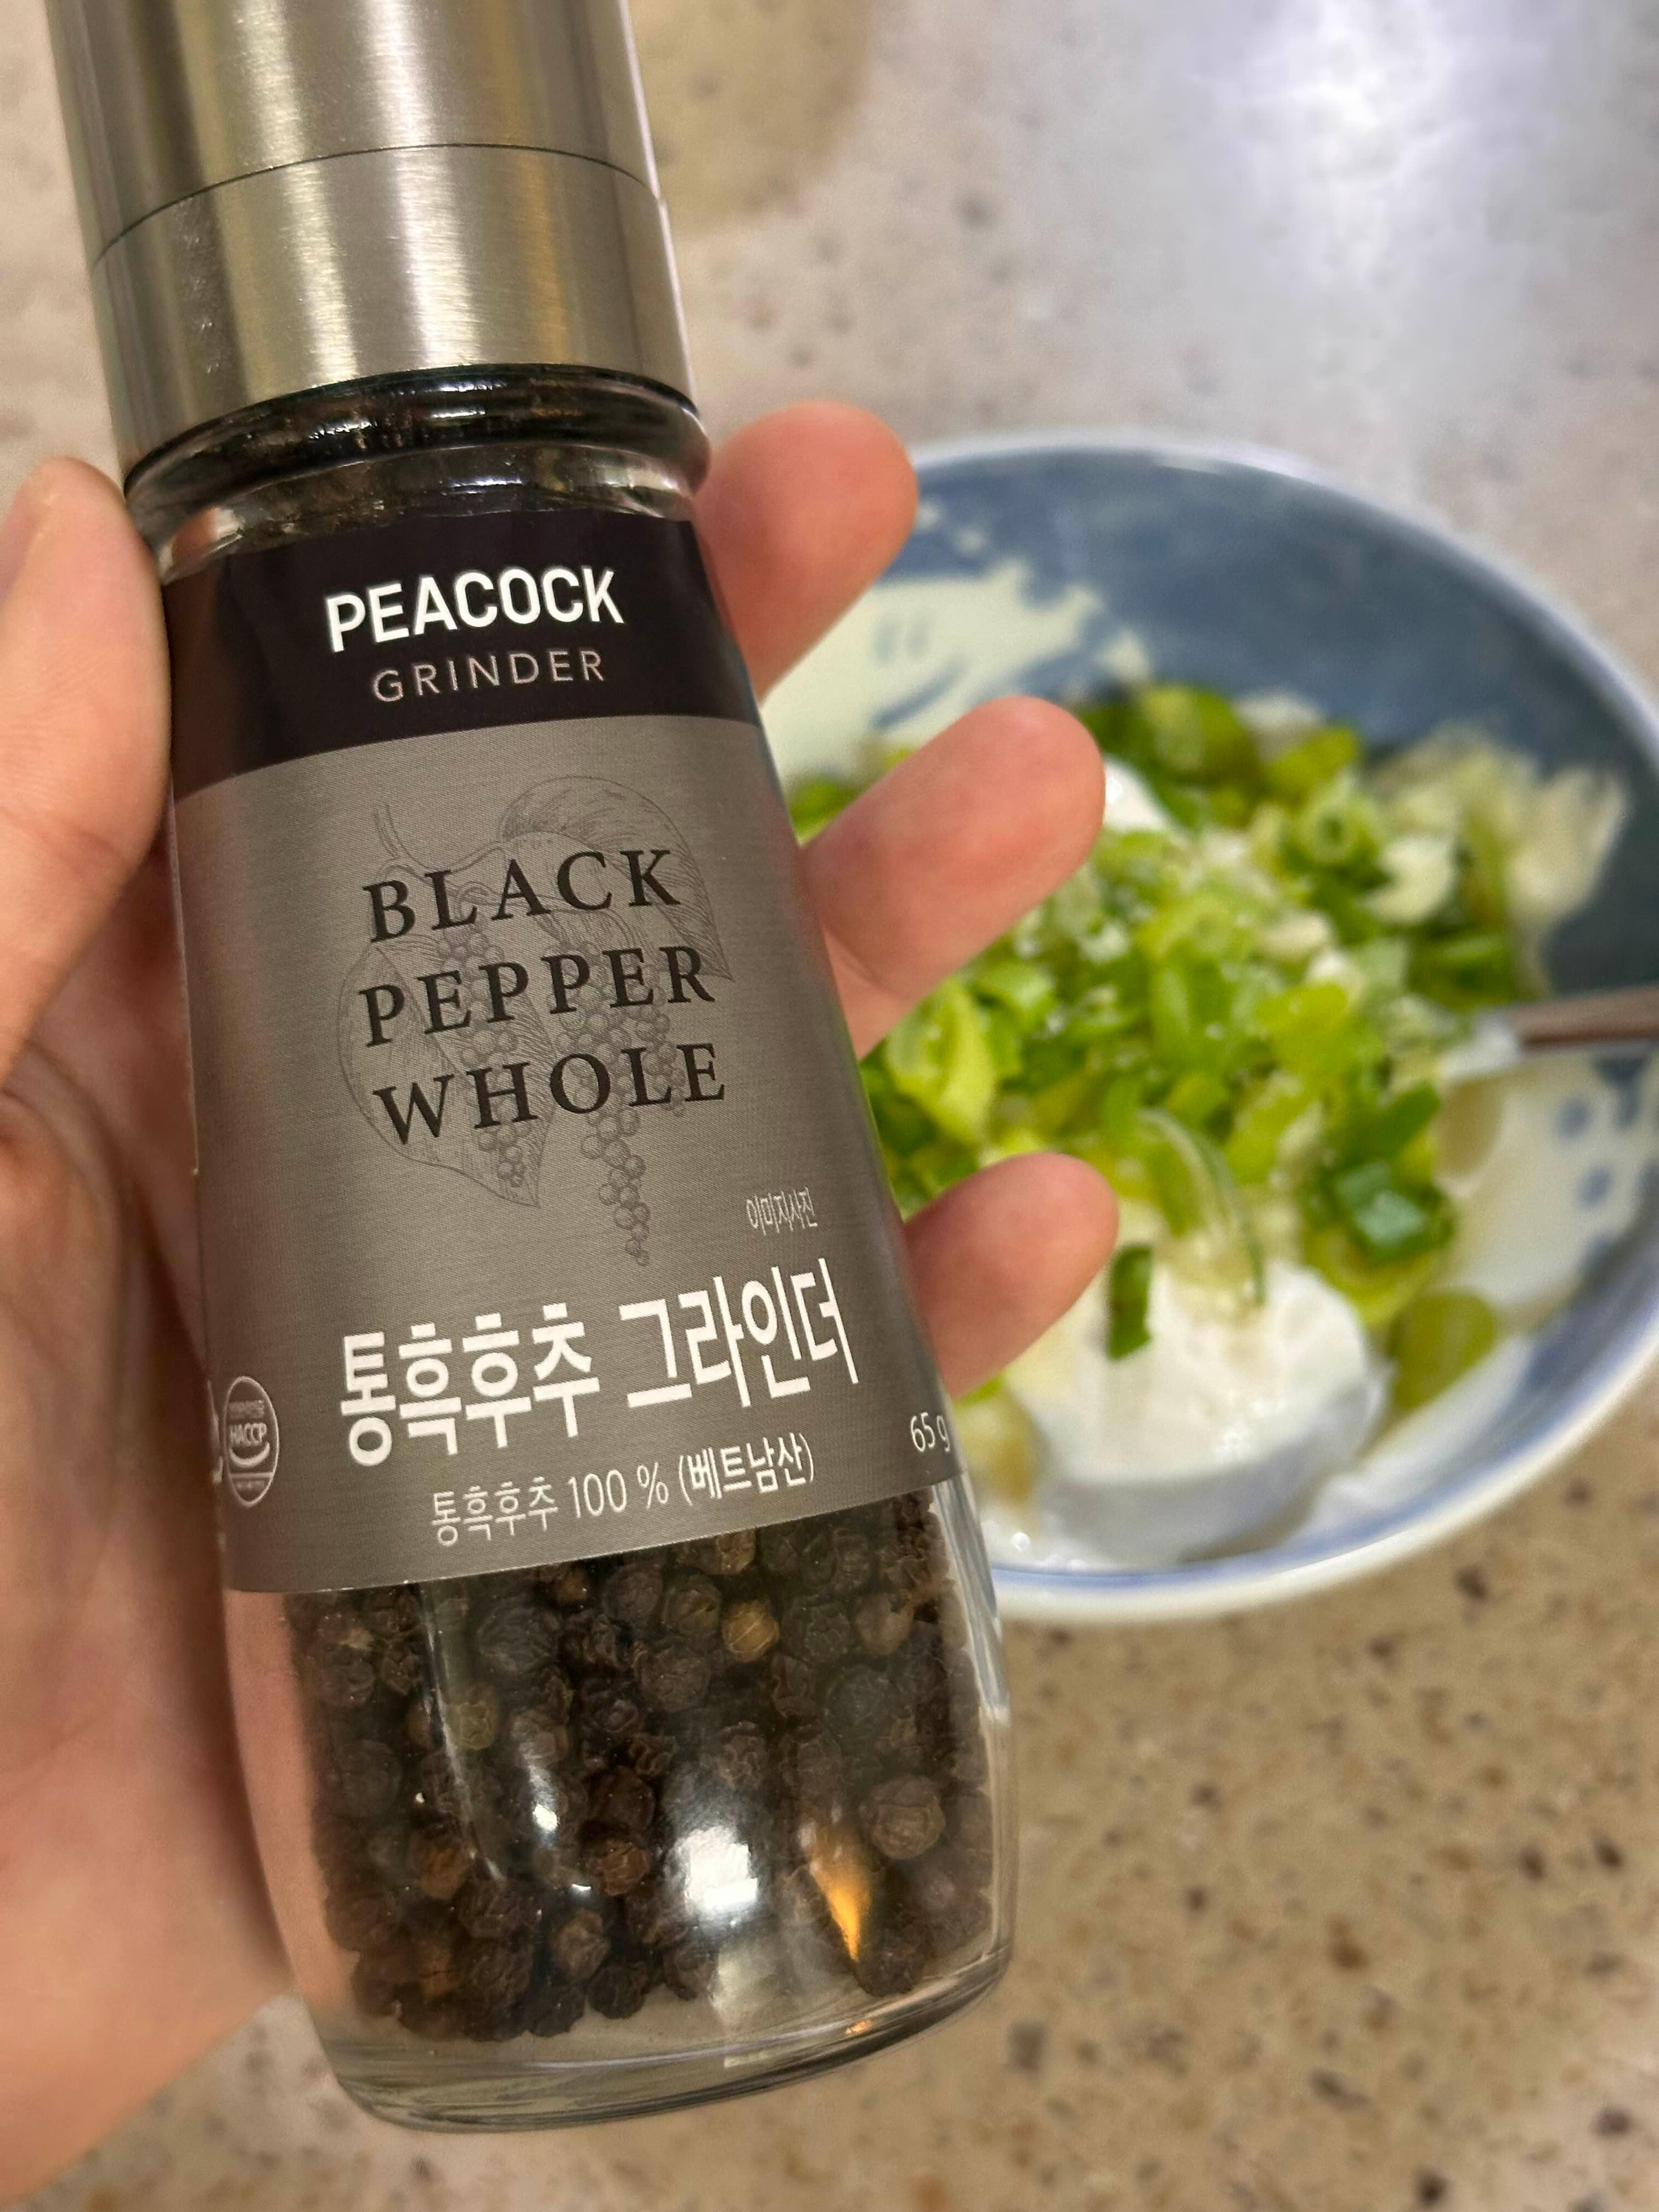 PEACOCK
GRINDER
BLACK
PEPPER
WHOLE
이미지사진
통흑후추 그라인더
HACCP
65 g
통흑후추 100 % (베트남산)